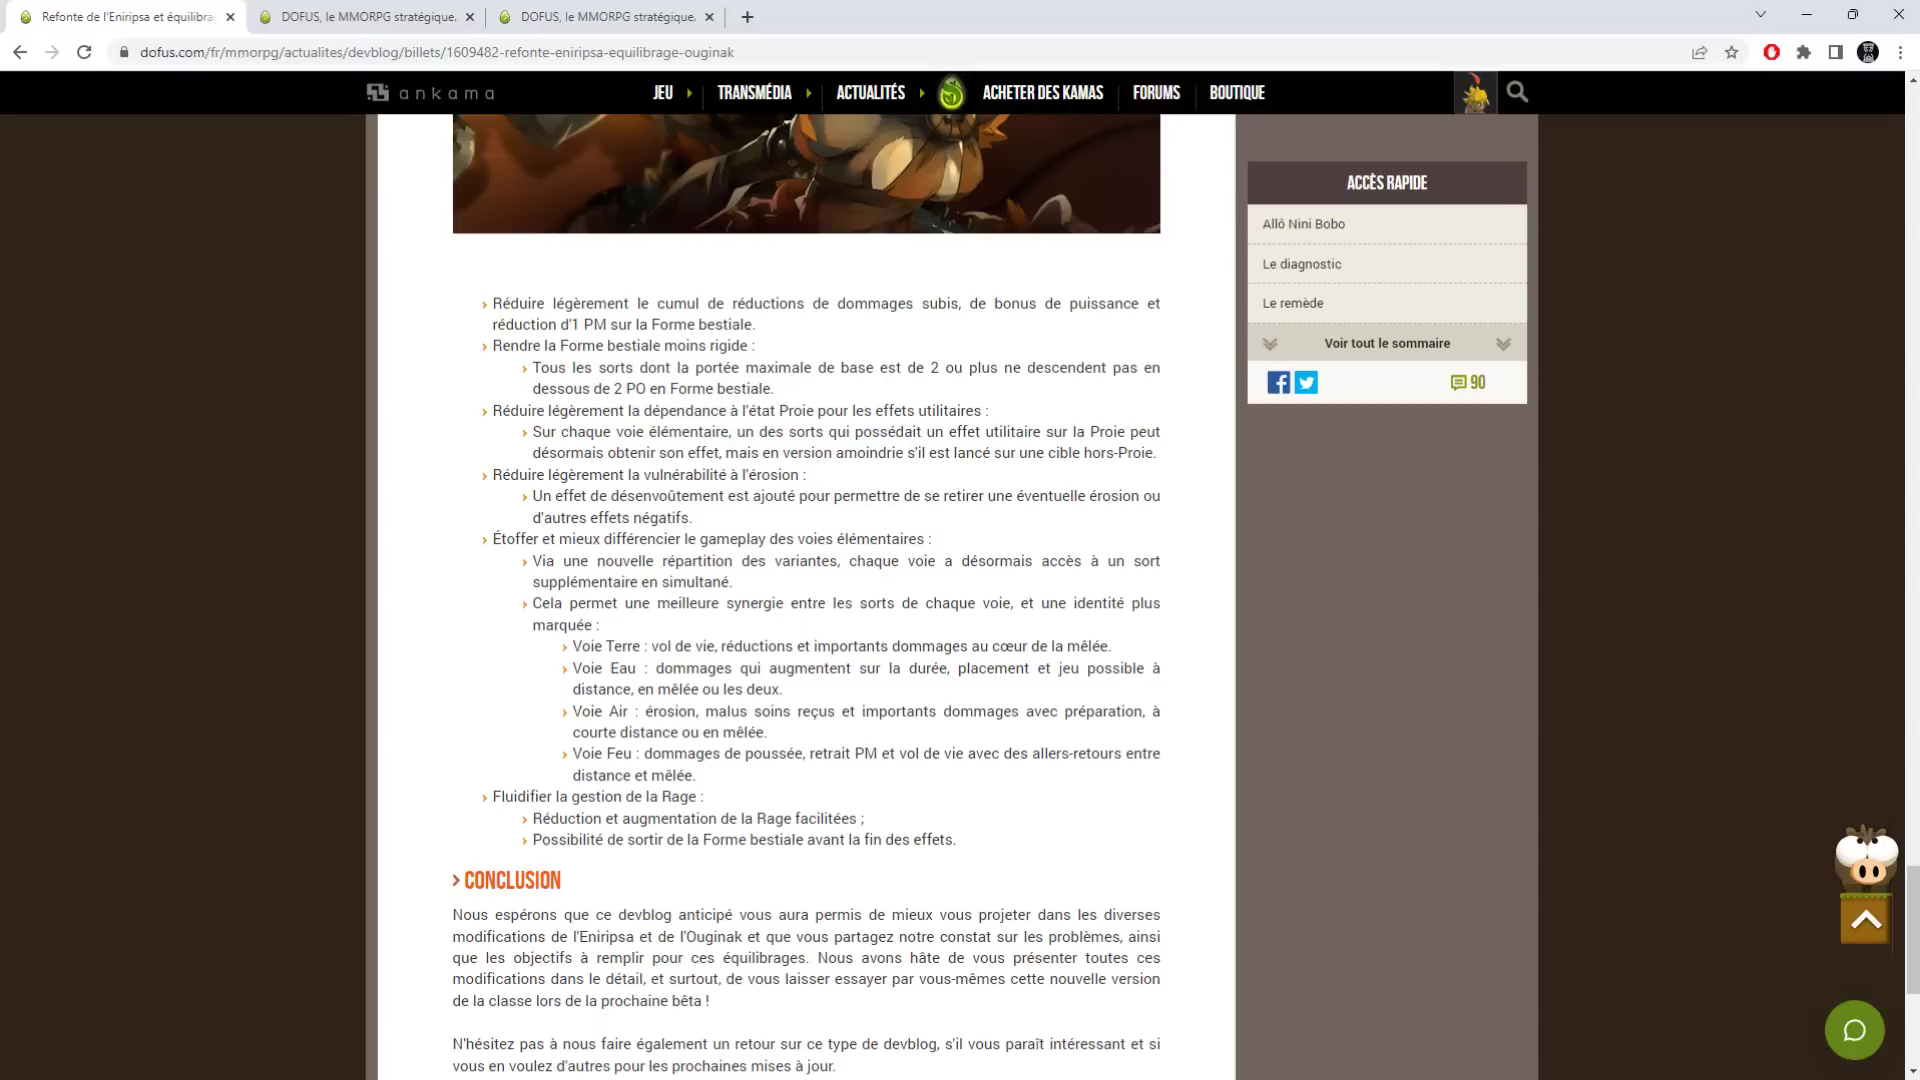 Refonte de l'Eniripsa et équilibra
DOFUS, le MMORPG stratégique.
DOFUS, le MMORPG stratégique.
dofus.com/fr/mmorpg/actualites/devblog/billets/1609482-refonte-eniripsa-equilibrage-ouginak
ankama
JEU
TRANSMÉDIA
ACTUALITÉS
ACHETER DES KAMAS
FORUMS
BOUTIQUE
Réduire légèrement le cumul de réductions de dommages subis, de bonus de puissance et
réduction d'1 PM sur la Forme bestiale.
Rendre la Forme bestiale moins rigide :
Tous les sorts dont la portée maximale de base est de 2 ou plus ne descendent pas en
dessous de 2 PO en Forme bestiale.
Réduire légèrement la dépendance à l'état Proie pour les effets utilitaires :
Sur chaque voie élémentaire, un des sorts qui possédait un effet utilitaire sur la Proie peut
désormais obtenir son effet, mais en version amoindrie s'il est lancé sur une cible hors-Proie.
Réduire légèrement la vulnérabilité à l'érosion :
Un effet de désenvoûtement est ajouté pour permettre de se retirer une éventuelle érosion ou
d'autres effets négatifs.
Étoffer et mieux différencier le gameplay des voies élémentaires :
Via une nouvelle répartition des variantes, chaque voie a désormais accès à un sort
supplémentaire en simultané.
Cela permet une meilleure synergie entre les sorts de chaque voie, et une identité plus
marquée :
Voie Terre : vol de vie, réductions et importants dommages au cœur de la mêlée.
Voie Eau : dommages qui augmentent sur la durée, placement et jeu possible à
distance, en mêlée ou les deux.
Voie Air : érosion, malus soins reçus et importants dommages avec préparation, à
courte distance ou en mêlée.
Voie Feu : dommages de poussée, retrait PM et vol de vie avec des allers-retours entre
distance et mêlée.
Fluidifier la gestion de la Rage :
Réduction et augmentation de la Rage facilitées ;
Possibilité de sortir de la Forme bestiale avant la fin des effets.
CONCLUSION
Nous espérons que ce devblog anticipé vous aura permis de mieux vous projeter dans les diverses
modifications de l'Eniripsa et de l'Ouginak et que vous partagez notre constat sur les problèmes, ainsi
que les objectifs à remplir pour ces équilibrages. Nous avons hâte de vous présenter toutes ces
modifications dans le détail, et surtout, de vous laisser essayer par vous-mêmes cette nouvelle version
de la classe lors de la prochaine bêta !
N'hésitez pas à nous faire également un retour sur ce type de devblog, s'il vous paraît intéressant et si
vous en voulez d'autres pour les prochaines mises à jour.
ACCÈS RAPIDE
Allô Nini Bobo
Le diagnostic
Le remède
Voir tout le sommaire
90